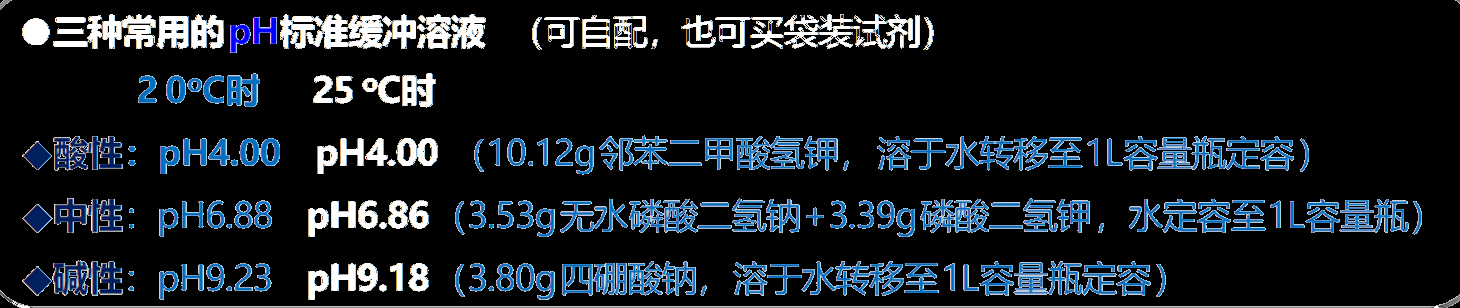 ●三种常用的pH标准缓冲溶液 （可自配，也可买袋装试剂）
2 0ºC时 25 ºC时
◆酸性：pH4.00 pH4.00 （10.12g邻苯二甲酸氢钾， 溶于水转移至1L容量瓶定容）
◆中性：pH6.88 pH6.86 （3.53g无水磷酸二氢钠+3.39g磷酸二氢钾，水定容至1L容量瓶）
◆碱性：pH9.23 pH9.18 （3.80g四硼酸钠，溶于水转移至1L容量瓶定容）